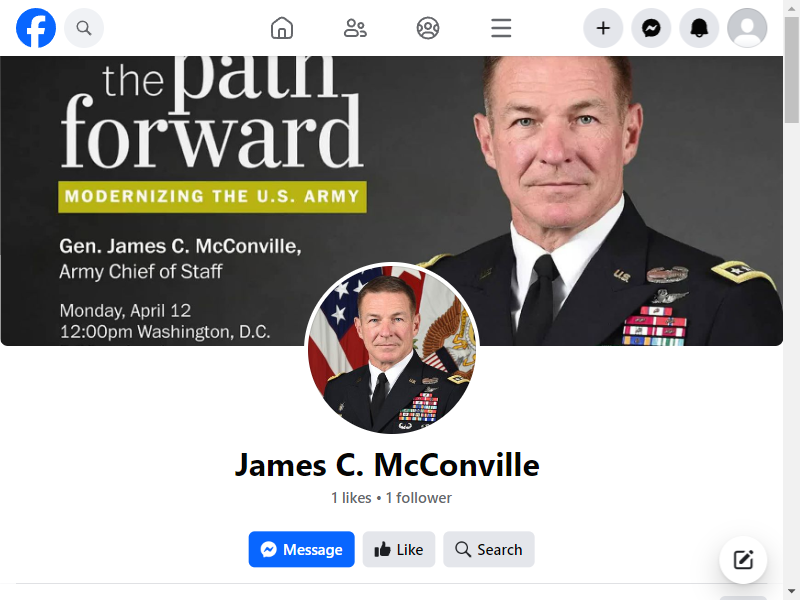 the path
forward
MODERNIZING THE U.S. ARMY
Gen. James C. McConville,
Army Chief of Staff
Monday, April 12
12:00pm Washington, D.C.
U.S.
James C. McConville
1 likes • 1 follower
Message
Like
Search